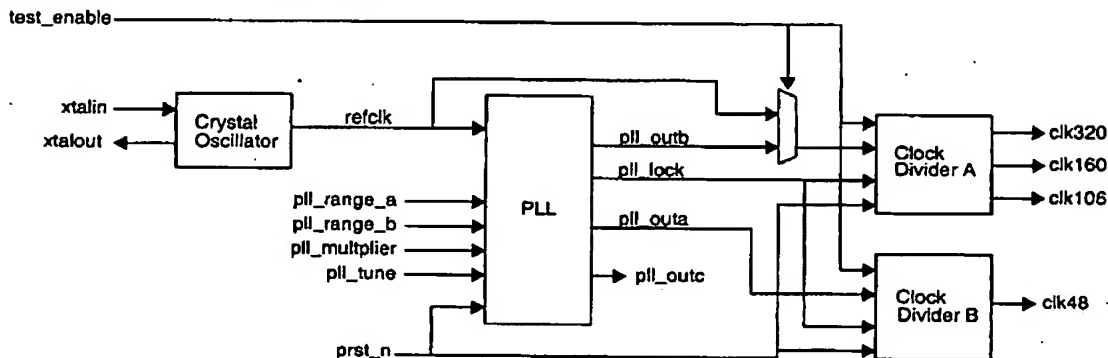 test_enable
xtalin
xtalout
Crystal
Oscillator
refclk
pll_outb
pll_lock
pll_outa
pll_outc
PLL
pll_range_a
pll_range_b
pll_multplier
pll_tune
prst_n
Clock
Divider A
clk320
clk160
clk106
Clock
Divider B
clk48